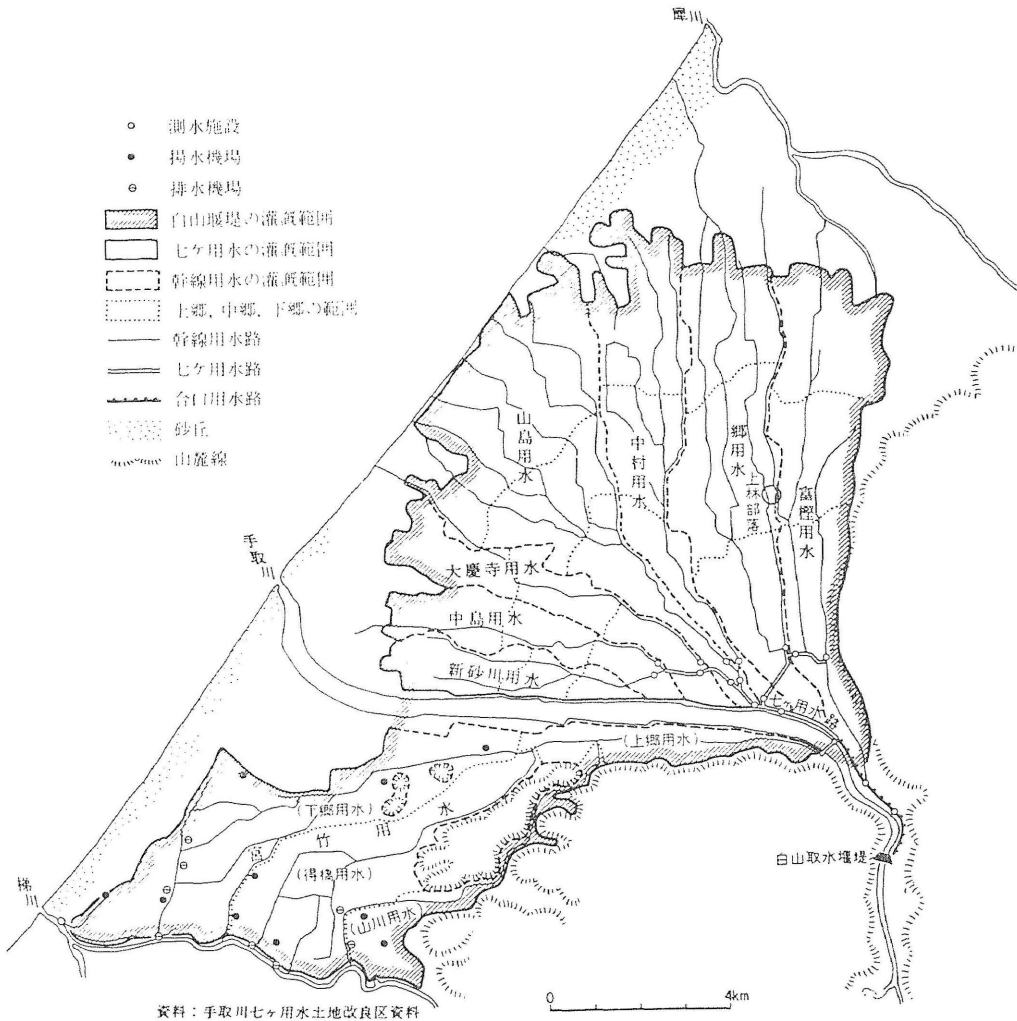 犀川
測水施設
揚水機場
排水機場
白山堰堤の灌漑範囲
七ケ用水の灌漑範囲
幹線用水の灌漑範囲
上郷、中郷、下郷の範囲
幹線用水路
七ケ用水路
合口用水路
砂丘
山麓線
山島用水
中村用水
郷用水
上林部落
富樫用水
手取川
大慶寺用水
中島用水
新砂川用水
七ヶ用水路
(上郷用水)
(下郷用水)
宮竹用水
(得橋用水)
(山川用水)
白山取水堰堤
梯川
0 4km
資料：手取川七ヶ用水土地改良区資料